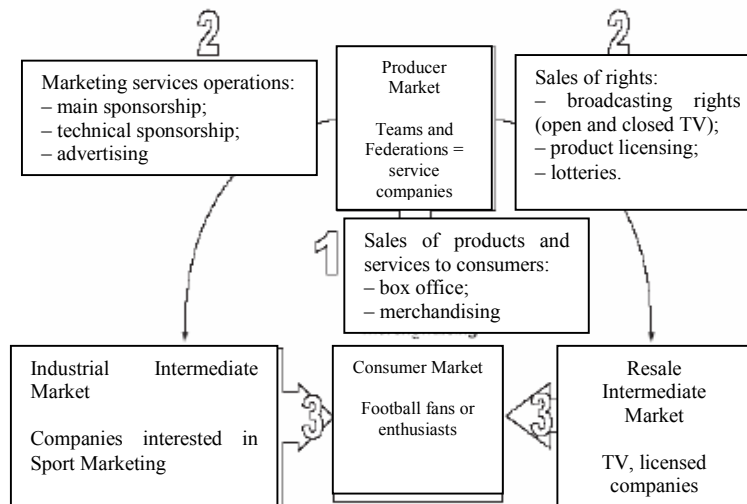 2
2
Marketing services operations:
– main sponsorship;
– technical sponsorship;
– advertising
Producer
Market
Teams and
Federations =
service
companies
Sales of rights:
– broadcasting rights
(open and closed TV);
– product licensing;
– lotteries.
1
Sales of products and
services to consumers:
– box office;
– merchandising
Industrial Intermediate
Market
Companies interested in
Sport Marketing
3
Consumer Market
Football fans or
enthusiasts
3
Resale
Intermediate
Market
TV, licensed
companies